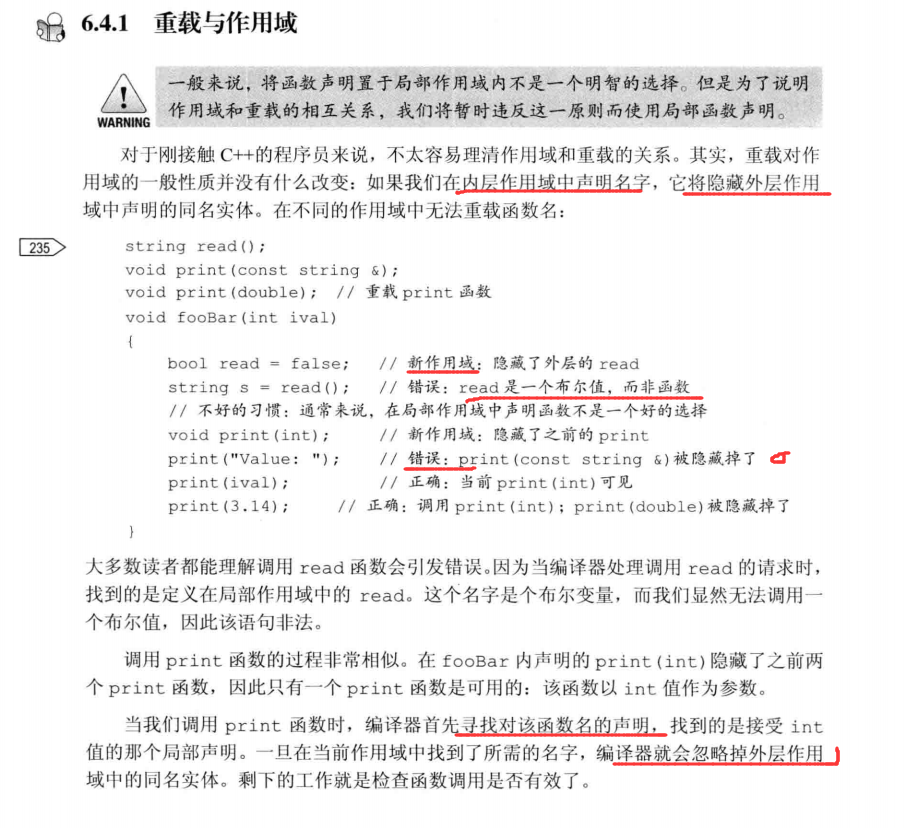 6.4.1 重载与作用域
一般来说，将函数声明置于局部作用域内不是一个明智的选择。但是为了说明
作用域和重载的相互关系，我们将暂时违反这一原则而使用局部函数声明。
WARNING
对于刚接触 C++的程序员来说，不太容易理清作用域和重载的关系。其实，重载对作
用域的一般性质并没有什么改变：如果我们在内层作用域中声明名字，它将隐藏外层作用
域中声明的同名实体。在不同的作用域中无法重载函数名：
235
string read();
void print(const string &);
void print(double); // 重载 print 函数
void fooBar(int ival)
{
bool read = false; // 新作用域：隐藏了外层的 read
string s = read(); // 错误：read 是一个布尔值，而非函数
// 不好的习惯：通常来说，在局部作用域中声明函数不是一个好的选择
void print(int); // 新作用域：隐藏了之前的 print
print("Value: "); // 错误：print(const string &)被隐藏掉了
print(ival); // 正确：当前 print(int)可见
print(3.14); // 正确：调用 print(int)；print(double)被隐藏掉了
}
大多数读者都能理解调用 read 函数会引发错误。因为当编译器处理调用 read 的请求时，
找到的是定义在局部作用域中的 read。这个名字是个布尔变量，而我们显然无法调用一
个布尔值，因此该语句非法。
调用 print 函数的过程非常相似。在 fooBar 内声明的 print(int)隐藏了之前两
个 print 函数，因此只有一个 print 函数是可用的：该函数以 int 值作为参数。
当我们调用 print 函数时，编译器首先寻找对该函数名的声明，找到的是接受 int
值的那个局部声明。一旦在当前作用域中找到了所需的名字，编译器就会忽略掉外层作用
域中的同名实体。剩下的工作就是检查函数调用是否有效了。